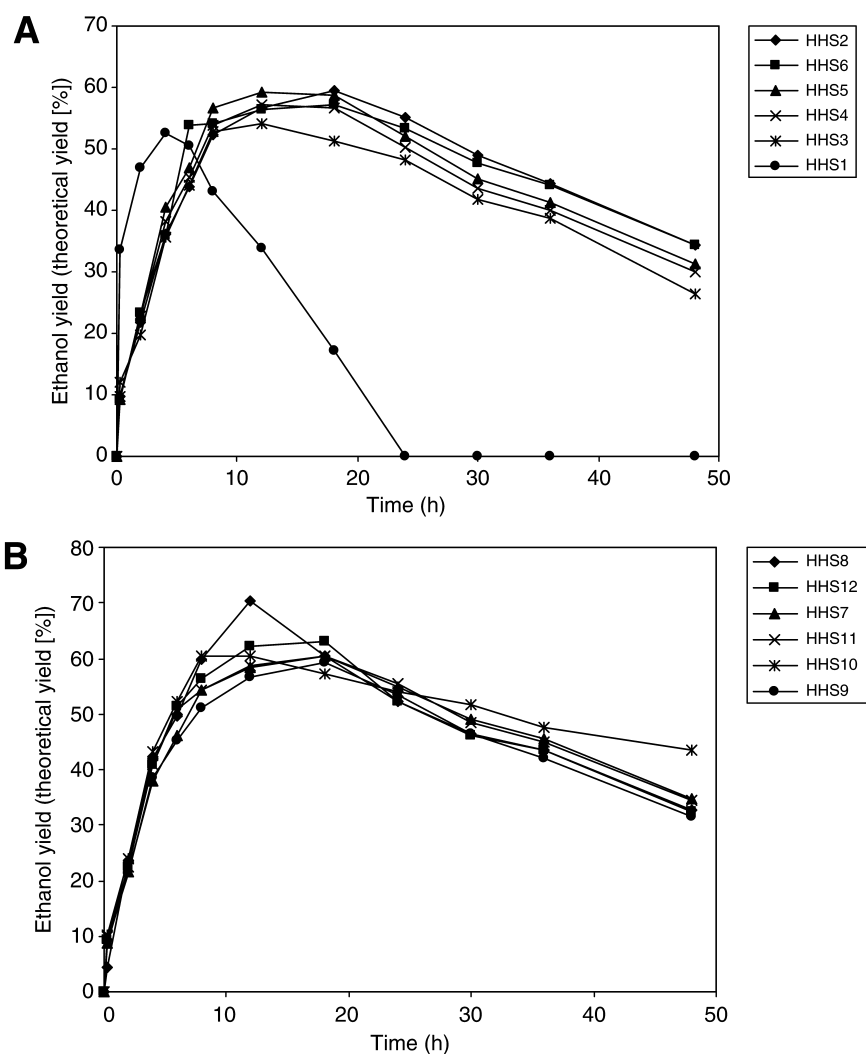 A
Ethanol yield (theoretical yield [%])
70
60
50
40
30
20
10
0
0 10 20 30 40 50
Time (h)
HHS2
HHS6
HHS5
HHS4
HHS3
HHS1
B
Ethanol yield (theoretical yield [%])
80
70
60
50
40
30
20
10
0
0 10 20 30 40 50
Time (h)
HHS8
HHS12
HHS7
HHS11
HHS10
HHS9